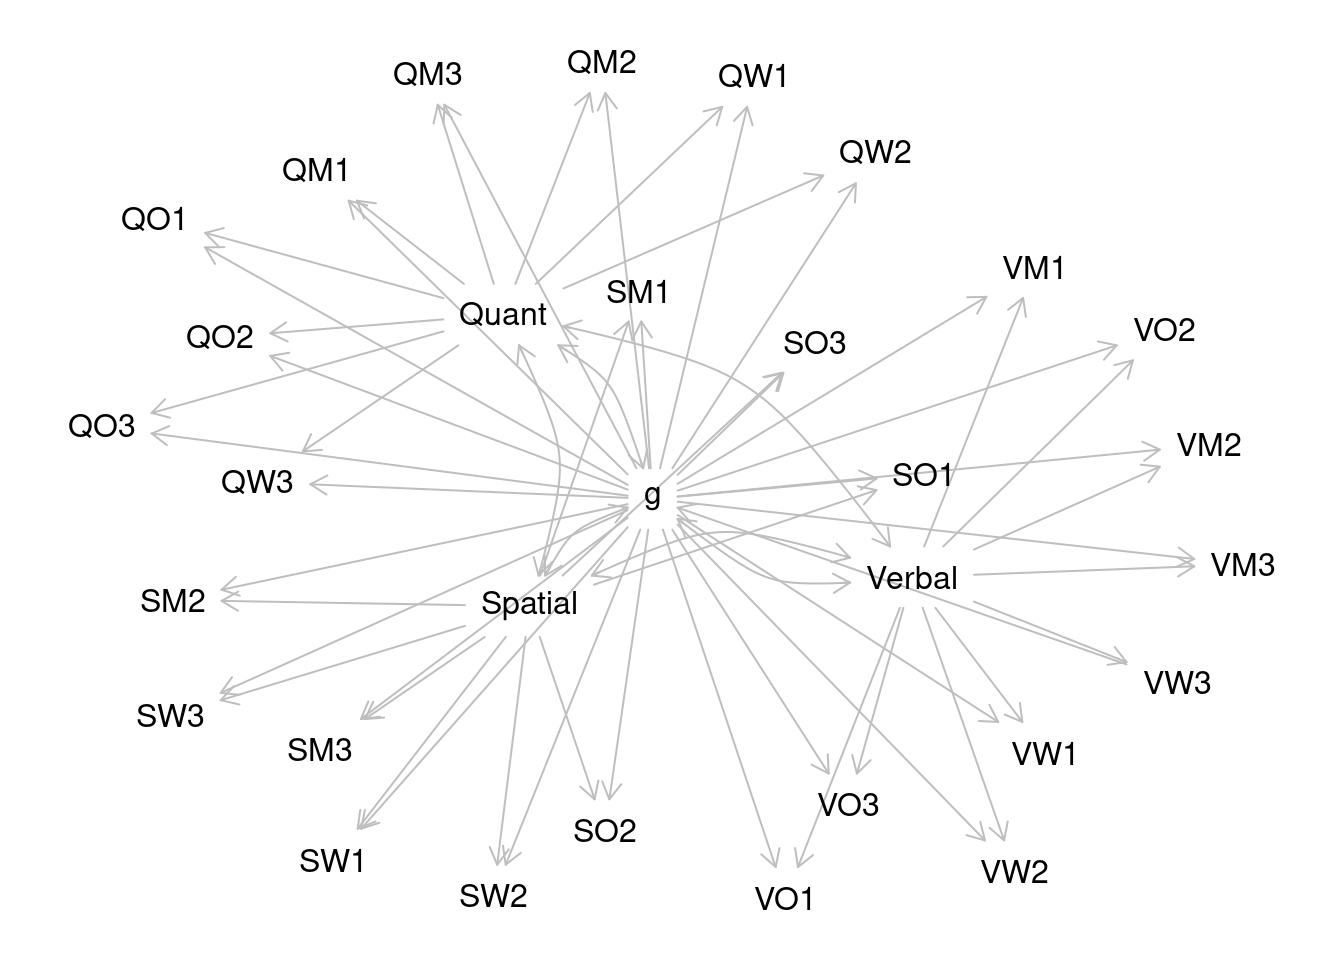 QM2
QM3
QW1
QW2
QM1
QO1
VM1
SM1
Quant
VO2
QO2
SO3
QO3
VM2
SO1
QW3
g
VM3
Verbal
SM2
Spatial
VW3
SW3
SM3
VW1
VO3
SO2
SW1
VW2
SW2
VO1